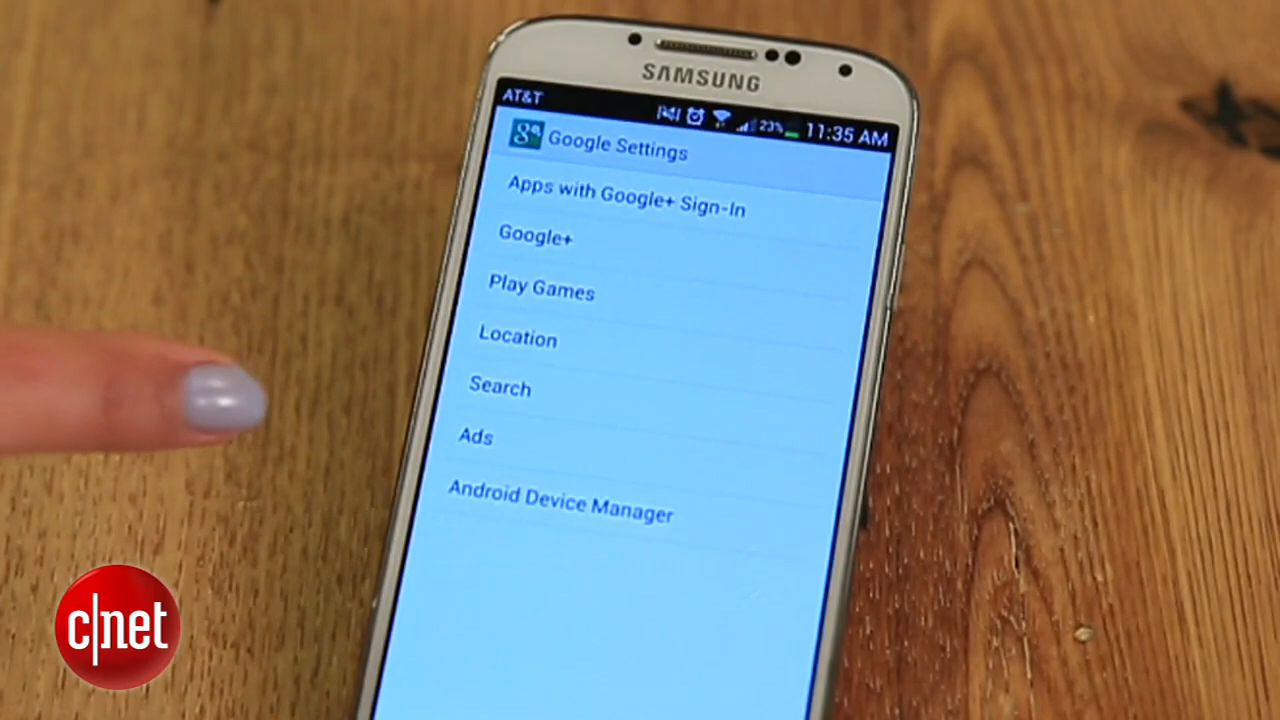 SAMSUNG
AT&T 23% 11:35 AM
Google Settings
Apps with Google+ Sign-In
Google+
Play Games
Location
Search
Ads
Android Device Manager
c|net